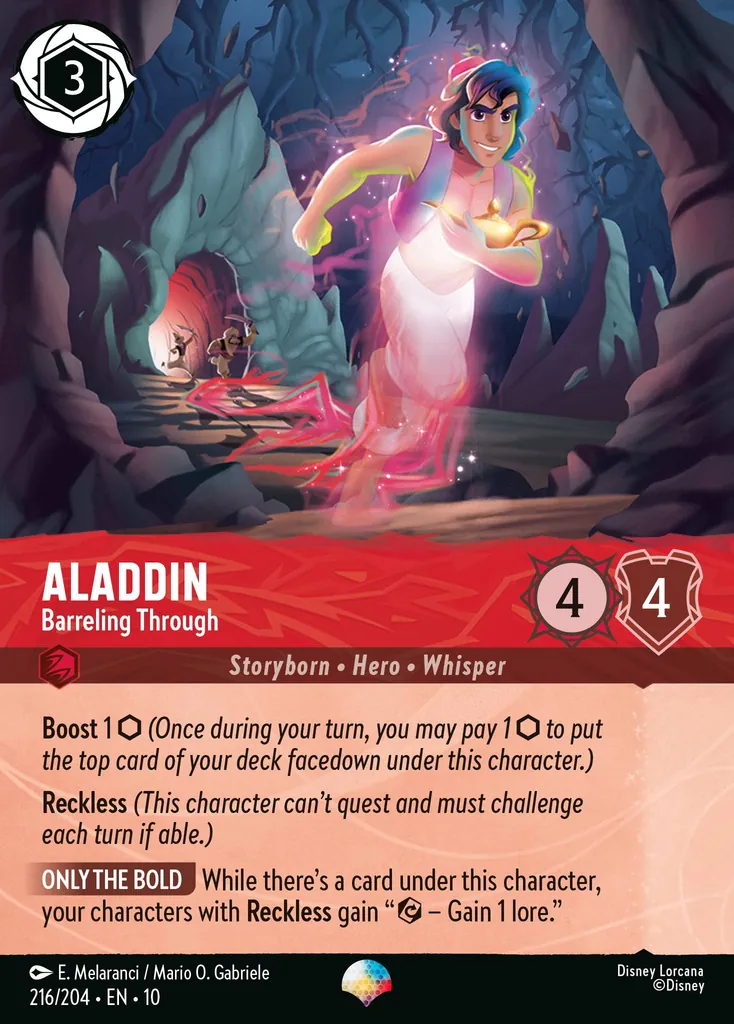 3
ALADDIN
Barreling Through
4
4
Storyborn • Hero • Whisper
Boost 1 ⬡ (Once during your turn, you may pay 1 ⬡ to put
the top card of your deck facedown under this character.)
Reckless (This character can't quest and must challenge
each turn if able.)
ONLY THE BOLD While there's a card under this character,
your characters with Reckless gain “⟳ – Gain 1 lore.”
E. Melaranci / Mario O. Gabriele
216/204 • EN • 10
Disney Lorcana
©Disney